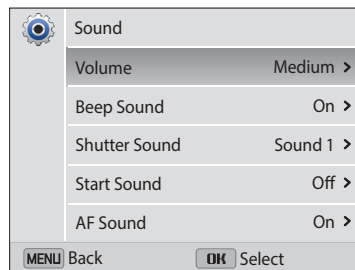 Sound
Volume Medium >
Beep Sound On >
Shutter Sound Sound 1 >
Start Sound Off >
AF Sound On >
MENU Back OK Select